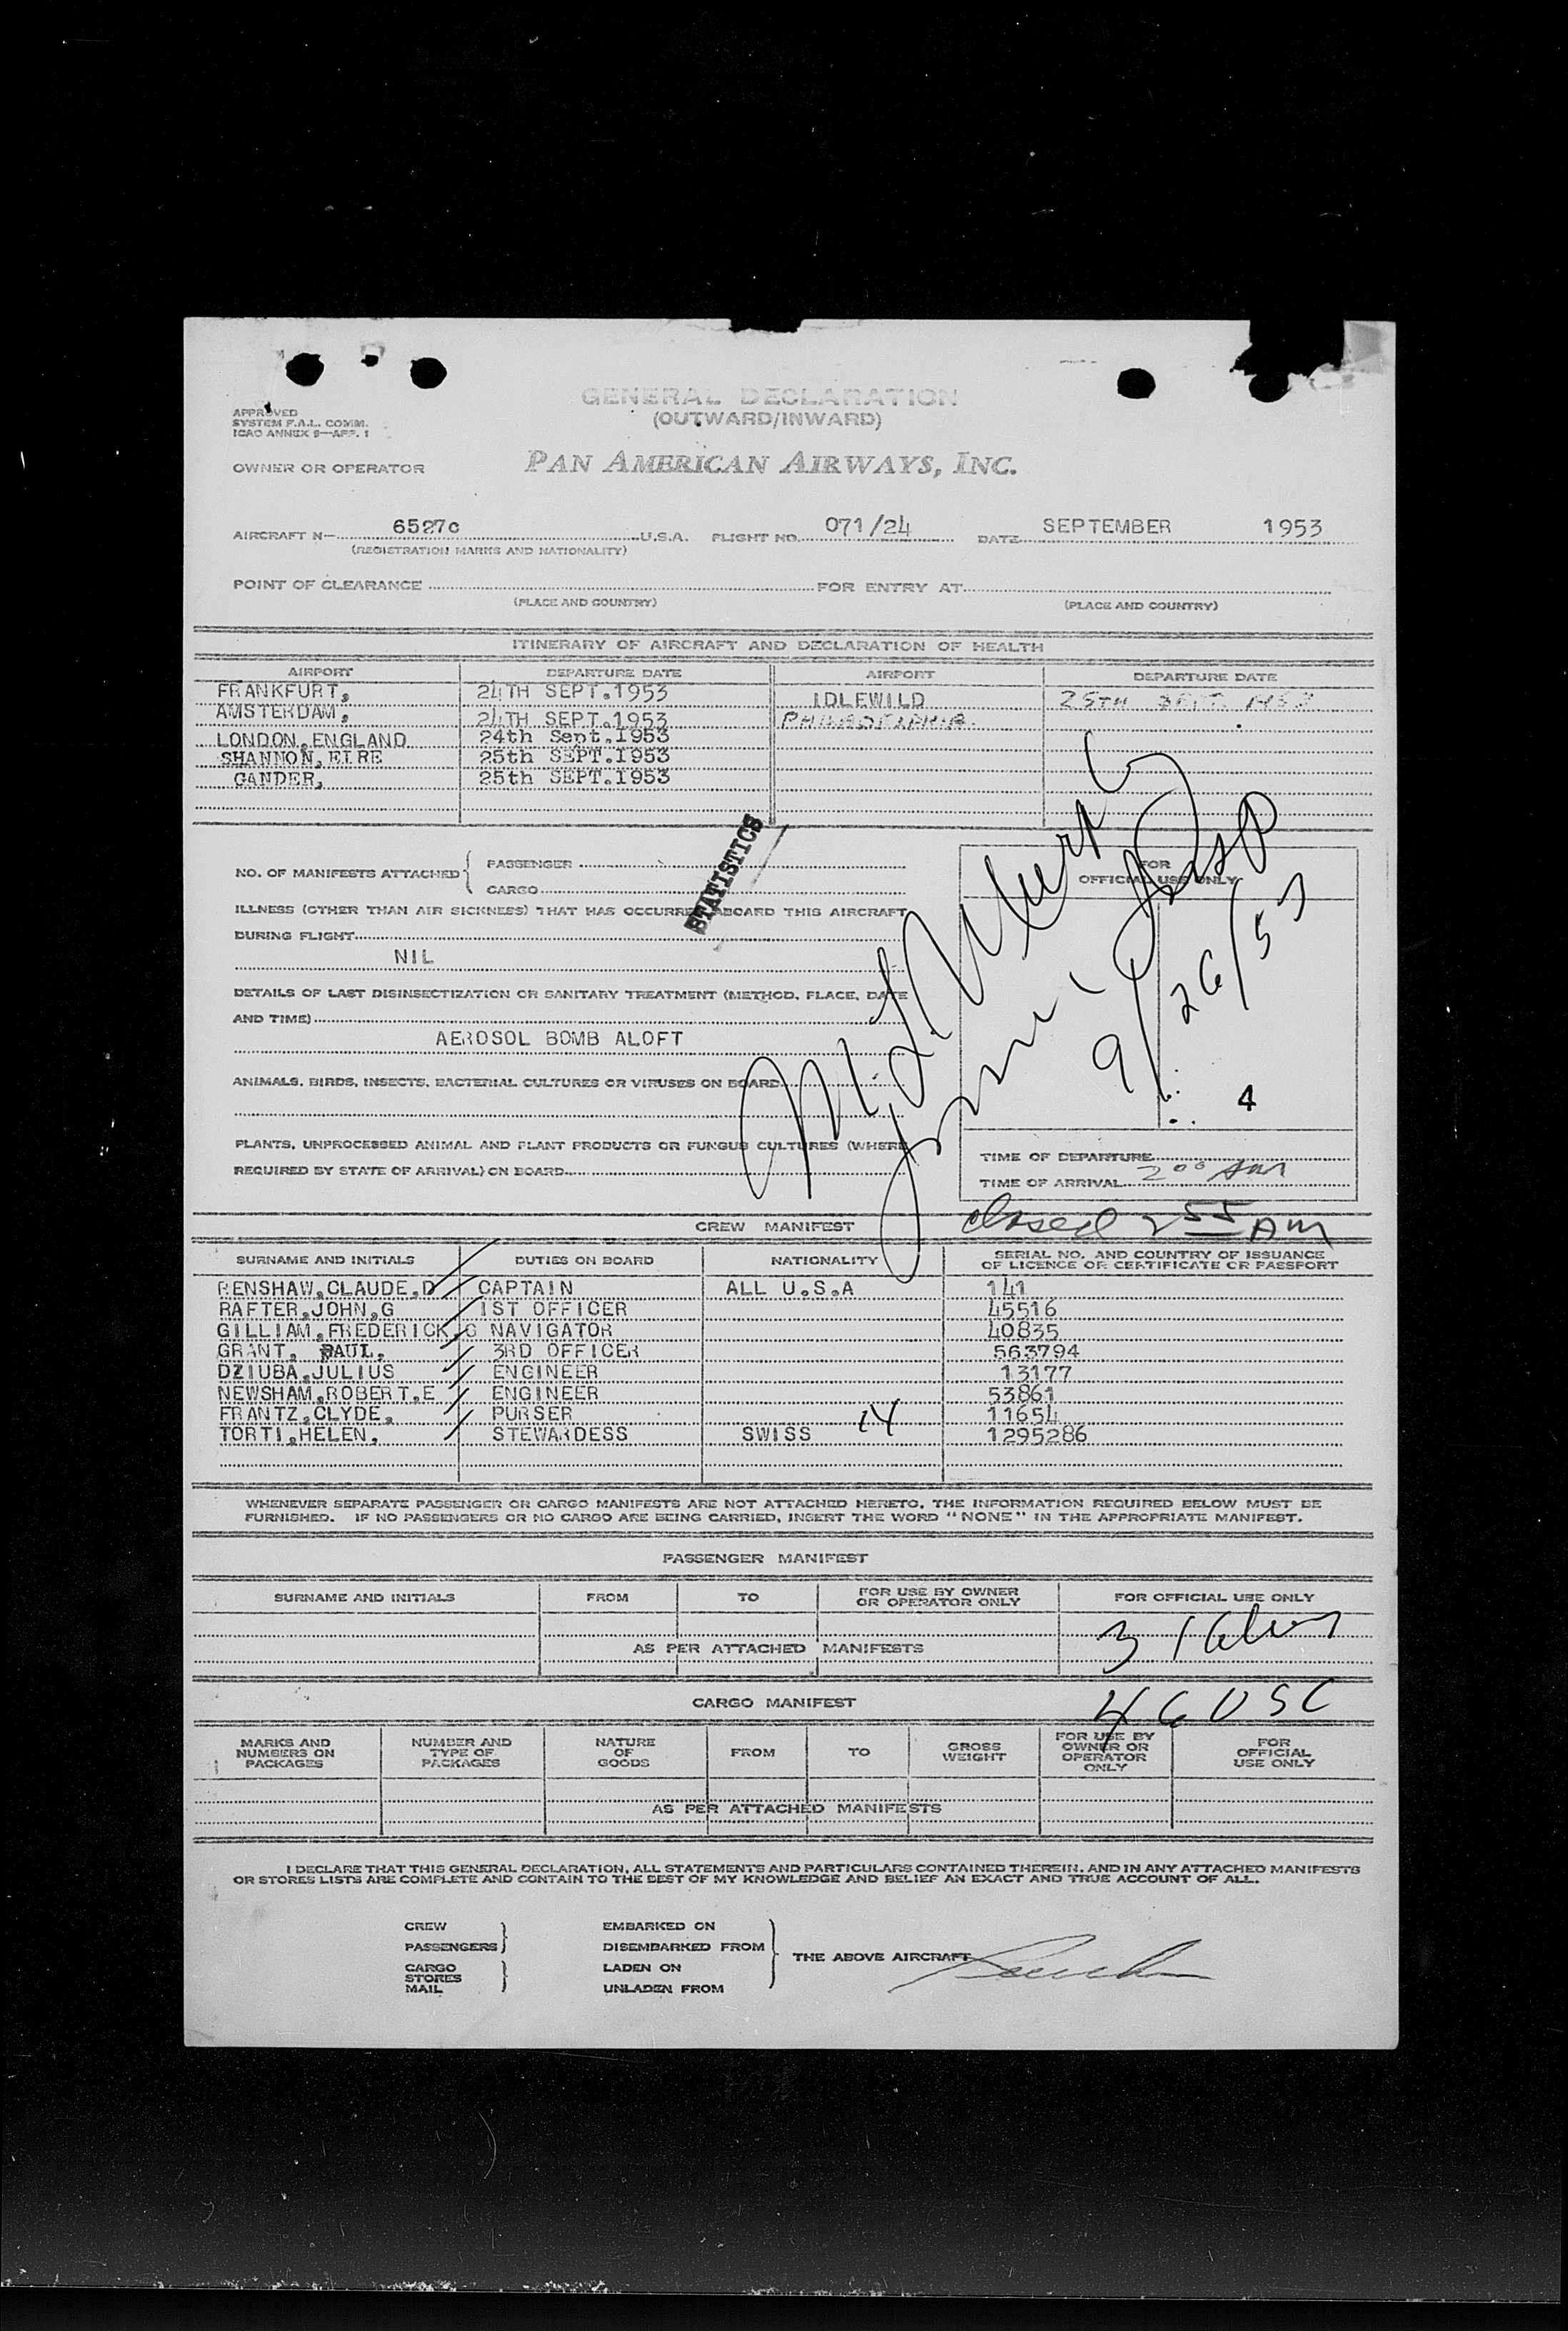 GENERAL DECLARATION
(OUTWARD/INWARD)
APPROVED
SYSTEM F.A.L. COMM.
ICAO ANNEX 9—APP. 1
OWNER OR OPERATOR PAN AMERICAN AIRWAYS, INC.
AIRCRAFT N- 6527c U.S.A. FLIGHT NO. 071/24 DATE SEPTEMBER 1953
(REGISTRATION MARKS AND NATIONALITY)
POINT OF CLEARANCE FOR ENTRY AT
(PLACE AND COUNTRY) (PLACE AND COUNTRY)
ITINERARY OF AIRCRAFT AND DECLARATION OF HEALTH
AIRPORT DEPARTURE DATE AIRPORT DEPARTURE DATE
FRANKFURT, 24TH SEPT.1953 IDLEWILD 25TH SEPT. 1953
AMSTERDAM, 24TH SEPT.1953 PHILADELPHIA.
LONDON,ENGLAND 24th Sept.1953
SHANNON,EIRE 25th SEPT.1953
GANDER, 25th SEPT.1953
STATISTICS
NO. OF MANIFESTS ATTACHED { PASSENGER
CARGO
FOR
OFFICIAL USE ONLY
ILLNESS (OTHER THAN AIR SICKNESS) THAT HAS OCCURRED ABOARD THIS AIRCRAFT
DURING FLIGHT
NIL
DETAILS OF LAST DISINSECTIZATION OR SANITARY TREATMENT (METHOD, PLACE, DATE
AND TIME)
AEROSOL BOMB ALOFT
9/26/53
ANIMALS, BIRDS, INSECTS, BACTERIAL CULTURES OR VIRUSES ON BOARD
4
PLANTS, UNPROCESSED ANIMAL AND PLANT PRODUCTS OR FUNGUS CULTURES (WHERE
REQUIRED BY STATE OF ARRIVAL) ON BOARD
TIME OF DEPARTURE
TIME OF ARRIVAL 2 00 AM
closed 2 55 AM
CREW MANIFEST
SURNAME AND INITIALS DUTIES ON BOARD NATIONALITY SERIAL NO. AND COUNTRY OF ISSUANCE
OF LICENCE OR CERTIFICATE OR PASSPORT
RENSHAW,CLAUDE,D CAPTAIN ALL U.S.A 141
RAFTER,JOHN,G 1ST OFFICER 45516
GILLIAM,FREDERICK,G NAVIGATOR 40835
GRANT, PAUL, 3RD OFFICER 563794
DZIUBA,JULIUS ENGINEER 13177
NEWSHAM,ROBERT,E ENGINEER 53861
FRANTZ,CLYDE, PURSER 11654
TORTI,HELEN, STEWARDESS SWISS 1295286
WHENEVER SEPARATE PASSENGER OR CARGO MANIFESTS ARE NOT ATTACHED HERETO, THE INFORMATION REQUIRED BELOW MUST BE
FURNISHED. IF NO PASSENGERS OR NO CARGO ARE BEING CARRIED, INSERT THE WORD "NONE" IN THE APPROPRIATE MANIFEST.
PASSENGER MANIFEST
SURNAME AND INITIALS FROM TO FOR USE BY OWNER
OR OPERATOR ONLY FOR OFFICIAL USE ONLY
AS PER ATTACHED MANIFESTS
CARGO MANIFEST
46 USC
MARKS AND
NUMBERS ON
PACKAGES NUMBER AND
TYPE OF
PACKAGES NATURE
OF
GOODS FROM TO GROSS
WEIGHT FOR USE BY
OWNER OR
OPERATOR
ONLY FOR
OFFICIAL
USE ONLY
AS PER ATTACHED MANIFESTS
I DECLARE THAT THIS GENERAL DECLARATION, ALL STATEMENTS AND PARTICULARS CONTAINED THEREIN, AND IN ANY ATTACHED MANIFESTS
OR STORES LISTS ARE COMPLETE AND CONTAIN TO THE BEST OF MY KNOWLEDGE AND BELIEF AN EXACT AND TRUE ACCOUNT OF ALL.
CREW EMBARKED ON
PASSENGERS DISEMBARKED FROM THE ABOVE AIRCRAFT
CARGO LADEN ON
STORES
MAIL UNLADEN FROM